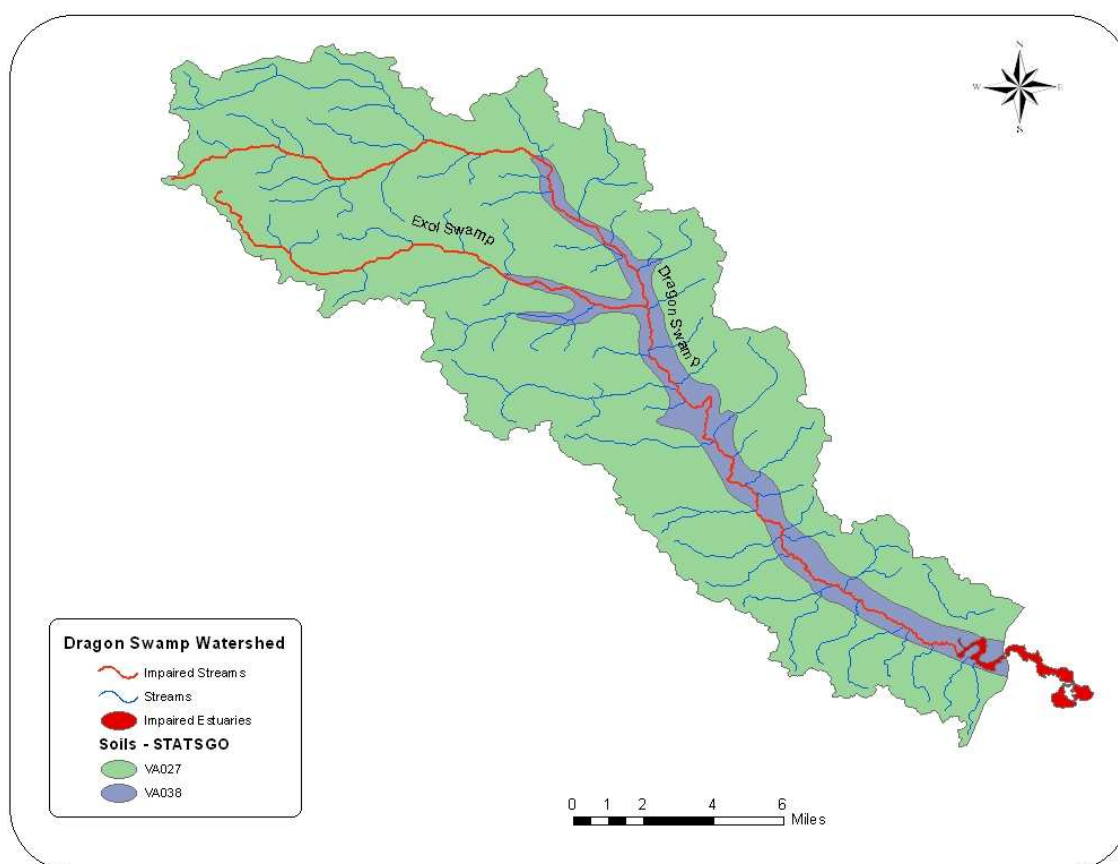 N
W E
S
Exol Swamp
Dragon Swamp
Dragon Swamp Watershed
Impaired Streams
Streams
Impaired Estuaries
Soils - STATSGO
VA027
VA038
0 1 2 4 6
Miles